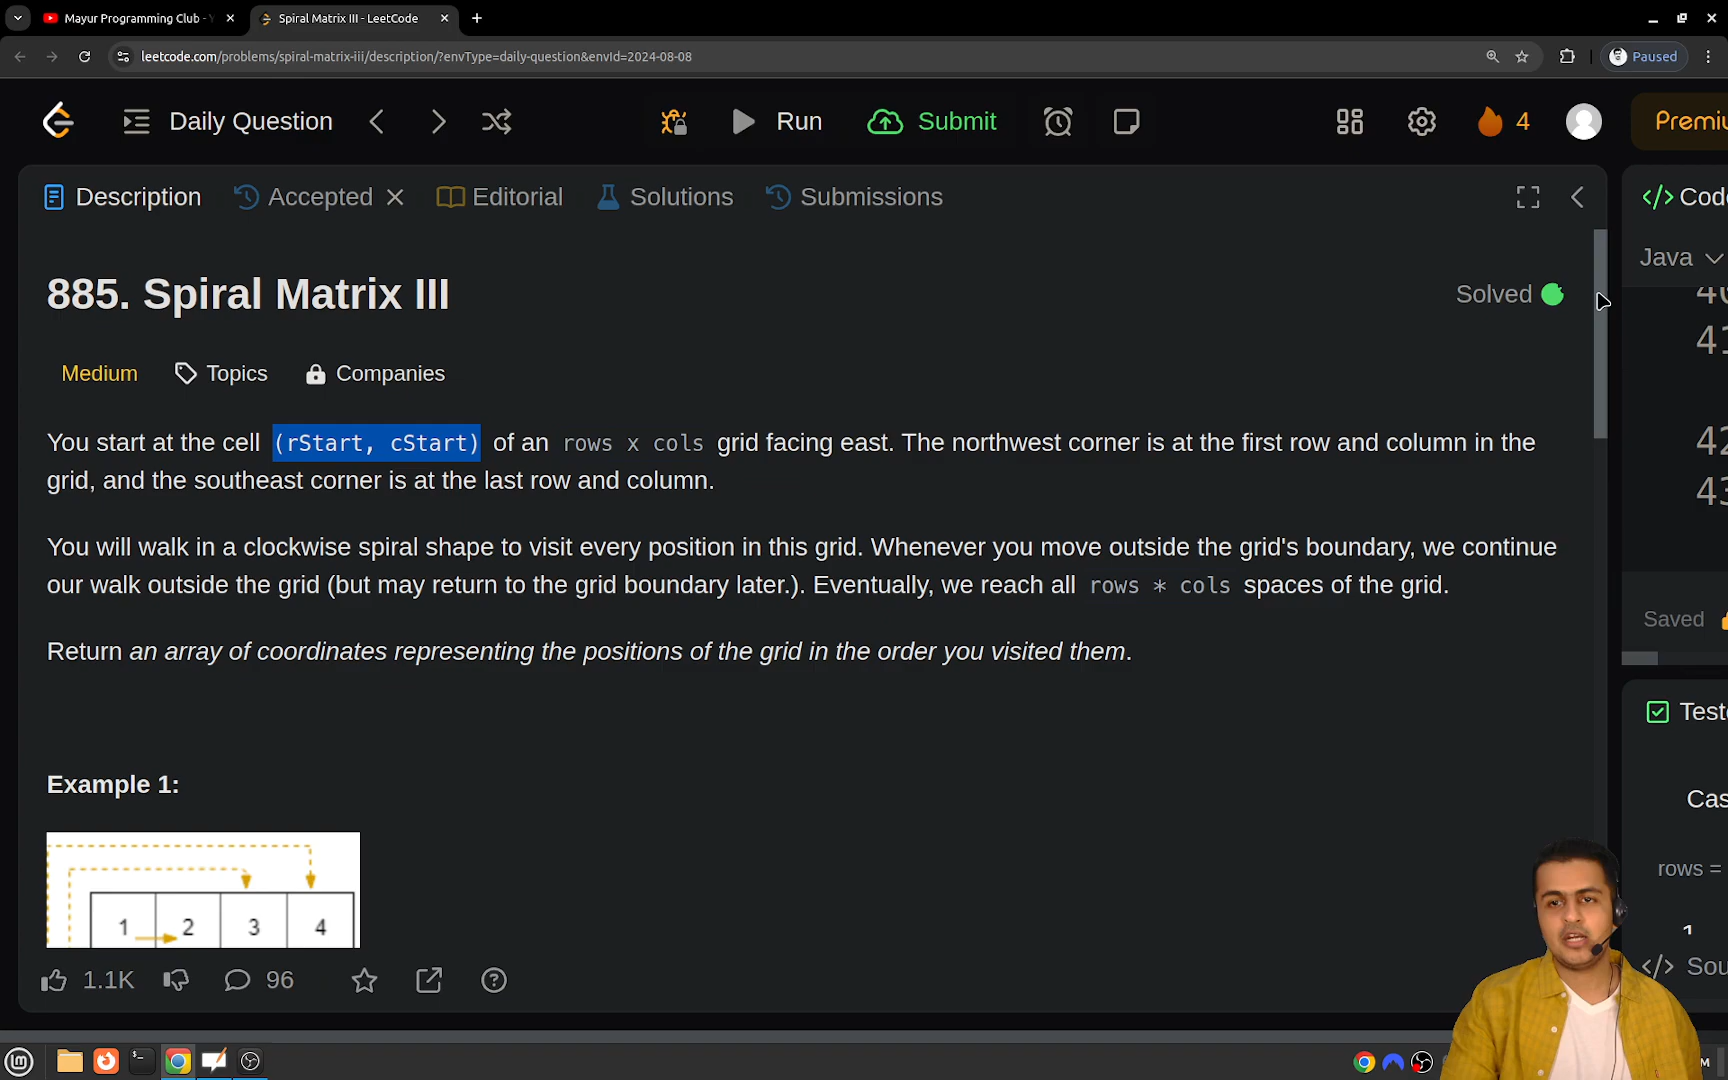 Mayur Programming Club - Y
Spiral Matrix III - LeetCode
leetcode.com/problems/spiral-matrix-iii/description/?envType=daily-question&envId=2024-08-08
Paused
Daily Question
Run
Submit
4
Premiu
Description
Accepted
Editorial
Solutions
Submissions
</> Code
Java
885. Spiral Matrix III
Solved
Medium
Topics
Companies
You start at the cell (rStart, cStart) of an rows x cols grid facing east. The northwest corner is at the first row and column in the
grid, and the southeast corner is at the last row and column.
You will walk in a clockwise spiral shape to visit every position in this grid. Whenever you move outside the grid's boundary, we continue
our walk outside the grid (but may return to the grid boundary later.). Eventually, we reach all rows * cols spaces of the grid.
Return an array of coordinates representing the positions of the grid in the order you visited them.
Example 1:
1 2 3 4
1.1K
96
40
41
42
43
Saved
Teste
Cas
rows =
1
</> Sou
M